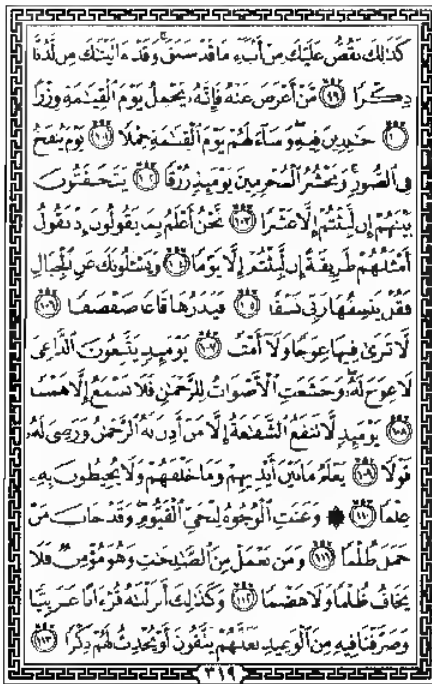 كَذَٰلِكَ نَقُصُّ عَلَيْكَ مِنْ أَنۢبَآءِ مَا قَدْ سَبَقَۚ وَقَدْ ءَاتَيْنَٰكَ مِن لَّدُنَّا
ذِكْرًا ٩٩ مَّنْ أَعْرَضَ عَنْهُ فَإِنَّهُۥ يَحْمِلُ يَوْمَ ٱلْقِيَٰمَةِ وِزْرًا
١٠٠ خَٰلِدِينَ فِيهِۖ وَسَآءَ لَهُمْ يَوْمَ ٱلْقِيَٰمَةِ حِمْلًا ١٠١ يَوْمَ يُنفَخُ
فِى ٱلصُّورِۚ وَنَحْشُرُ ٱلْمُجْرِمِينَ يَوْمَئِذٍ زُرْقًا ١٠٢ يَتَخَٰفَتُونَ
بَيْنَهُمْ إِن لَّبِثْتُمْ إِلَّا عَشْرًا ١٠٣ نَّحْنُ أَعْلَمُ بِمَا يَقُولُونَ إِذْ يَقُولُ
أَمْثَلُهُمْ طَرِيقَةً إِن لَّبِثْتُمْ إِلَّا يَوْمًا ١٠٤ وَيَسْـَٔلُونَكَ عَنِ ٱلْجِبَالِ
فَقُلْ يَنسِفُهَا رَبِّى نَسْفًا ١٠٥ فَيَذَرُهَا قَاعًا صَفْصَفًا ١٠٦
لَّا تَرَىٰ فِيهَا عِوَجًا وَلَآ أَمْتًا ١٠٧ يَوْمَئِذٍ يَتَّبِعُونَ ٱلدَّاعِىَ
لَا عِوَجَ لَهُۥۖ وَخَشَعَتِ ٱلْأَصْوَاتُ لِلرَّحْمَٰنِ فَلَا تَسْمَعُ إِلَّا هَمْسًا
١٠٨ يَوْمَئِذٍ لَّا تَنفَعُ ٱلشَّفَٰعَةُ إِلَّا مَنْ أَذِنَ لَهُ ٱلرَّحْمَٰنُ وَرَضِىَ لَهُۥ
قَوْلًا ١٠٩ يَعْلَمُ مَا بَيْنَ أَيْدِيهِمْ وَمَا خَلْفَهُمْ وَلَا يُحِيطُونَ بِهِۦ
عِلْمًا ١١٠ ۞ وَعَنَتِ ٱلْوُجُوهُ لِلْحَىِّ ٱلْقَيُّومِۖ وَقَدْ خَابَ مَنْ
حَمَلَ ظُلْمًا ١١١ وَمَن يَعْمَلْ مِنَ ٱلصَّٰلِحَٰتِ وَهُوَ مُؤْمِنٌ فَلَا
يَخَافُ ظُلْمًا وَلَا هَضْمًا ١١٢ وَكَذَٰلِكَ أَنزَلْنَٰهُ قُرْءَانًا عَرَبِيًّا
وَصَرَّفْنَا فِيهِ مِنَ ٱلْوَعِيدِ لَعَلَّهُمْ يَتَّقُونَ أَوْ يُحْدِثُ لَهُمْ ذِكْرًا ١١٣
٣١٩